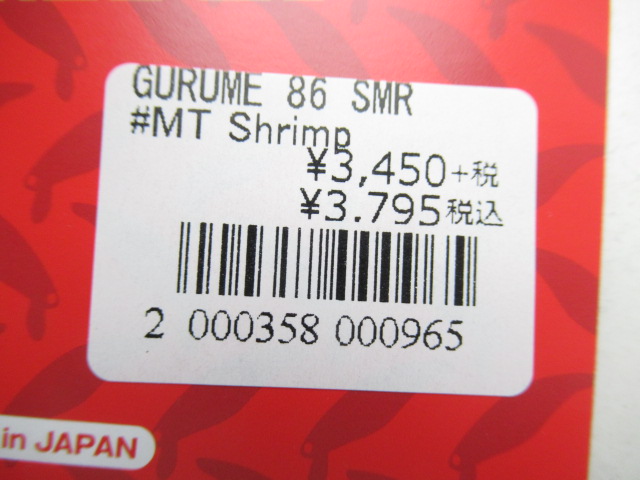 GURUME 86 SMR
#MT Shrimp
¥3,450+税
¥3.795税込
2 000358 000965
in JAPAN